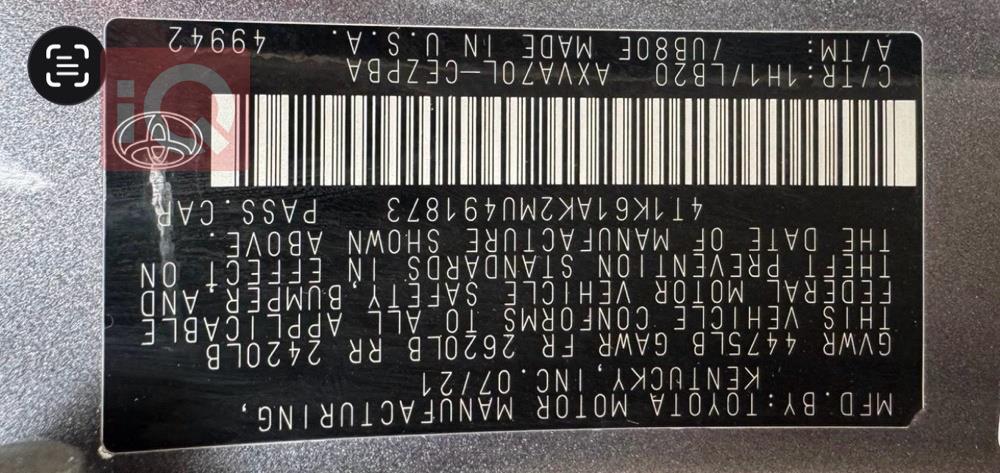 MFD.BY:TOYOTA MOTOR MANUFACTURING,
KENTUCKY,INC.07/21
GVWR 4475LB GAWR FR 2620LB RR 2420LB
THIS VEHICLE CONFORMS TO ALL APPLICABLE
FEDERAL MOTOR VEHICLE SAFETY,BUMPER,AND
THEFT PREVENTION STANDARDS IN EFFECT ON
THE DATE OF MANUFACTURE SHOWN ABOVE.
4T1K61AK2MU491873 PASS.CAR
C/TR:1H1/LB20 AXVA70L-CEZPBA
A/TM: /UB80E MADE IN U.S.A. 49942
iQ